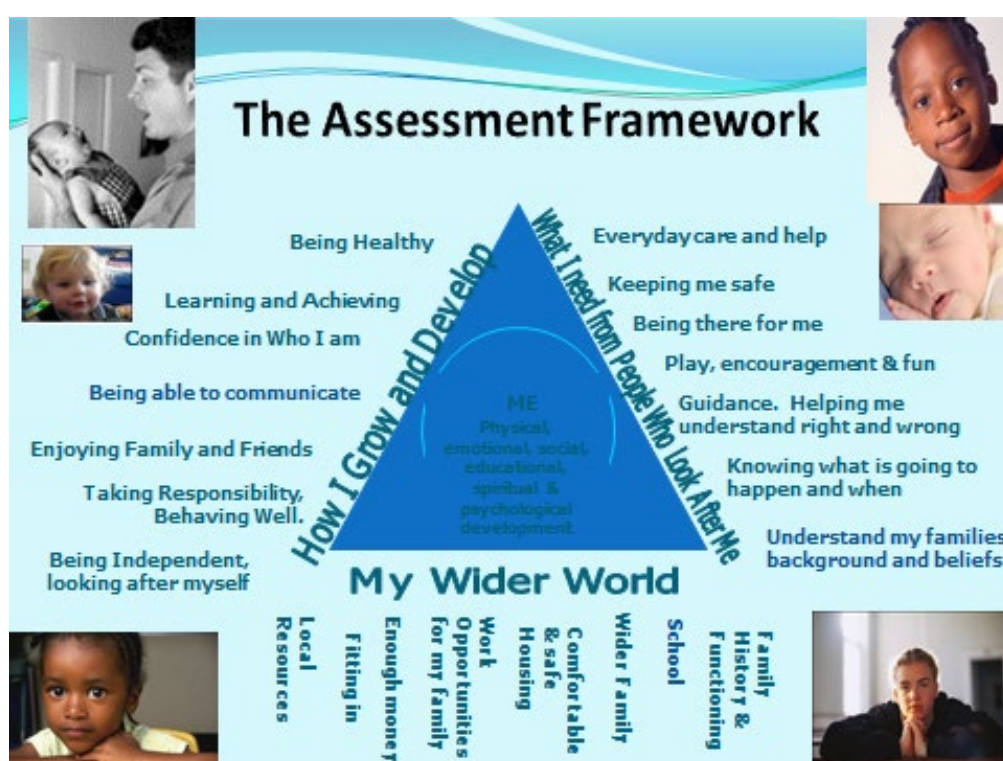 The Assessment Framework
Being Healthy
Learning and Achieving
Confidence in Who I am
Being able to communicate
Enjoying Family and Friends
Taking Responsibility,
Behaving Well.
Being Independent,
looking after myself
How I Grow and Develop
What I need from People Who Look After Me
Everyday care and help
Keeping me safe
Being there for me
Play, encouragement & fun
Guidance. Helping me
understand right and wrong
Knowing what is going to
happen and when
Understand my families
background and beliefs
ME
Physical,
emotional, social,
educational,
spiritual &
psychological
development
My Wider World
Local
Resources
Fitting in
Enough money
Work
Opportunities
for my family
Comfortable
& safe
Housing
Wider Family
School
Family
History &
Functioning